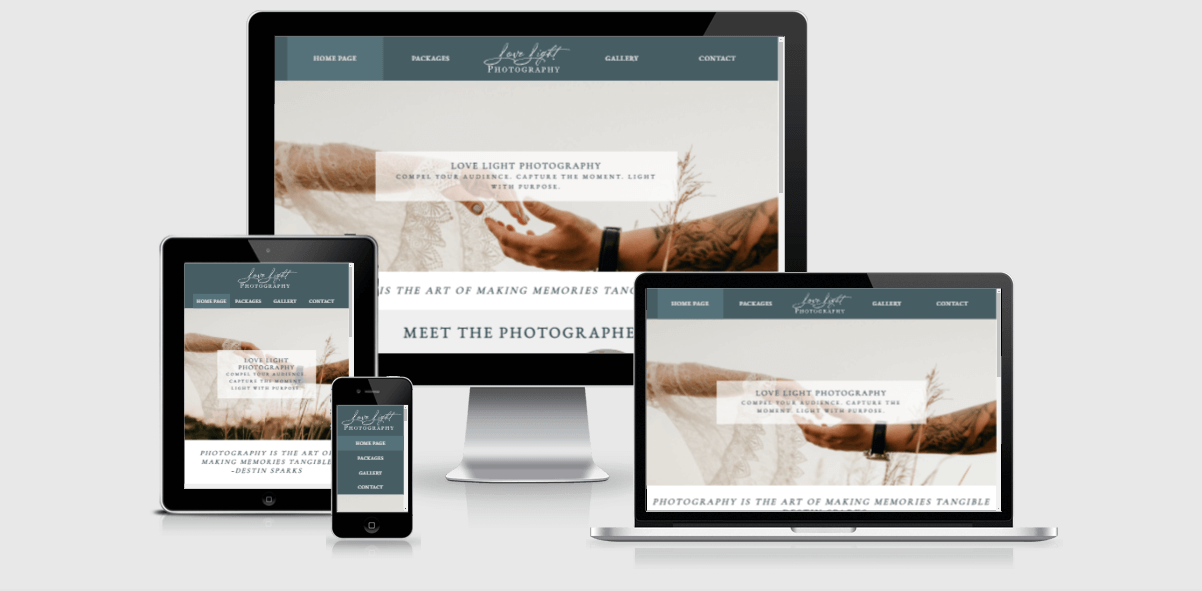 HOME PAGE
PACKAGES
Love Light
PHOTOGRAPHY
GALLERY
CONTACT
LOVE LIGHT PHOTOGRAPHY
COMPEL YOUR AUDIENCE. CAPTURE THE MOMENT. LIGHT
WITH PURPOSE.
IS THE ART OF MAKING MEMORIES TANG
MEET THE PHOTOGRAPHE
Love Light
PHOTOGRAPHY
HOME PAGE PACKAGES GALLERY CONTACT
LOVE LIGHT
PHOTOGRAPHY
COMPEL YOUR AUDIENCE.
CAPTURE THE MOMENT.
LIGHT WITH PURPOSE.
PHOTOGRAPHY IS THE ART OF
MAKING MEMORIES TANGIBLE
-DESTIN SPARKS
Love Light
PHOTOGRAPHY
HOME PAGE
PACKAGES
GALLERY
CONTACT
HOME PAGE
PACKAGES
Love Light
PHOTOGRAPHY
GALLERY
CONTACT
LOVE LIGHT PHOTOGRAPHY
COMPEL YOUR AUDIENCE. CAPTURE THE
MOMENT. LIGHT WITH PURPOSE.
PHOTOGRAPHY IS THE ART OF MAKING MEMORIES TANGIBLE